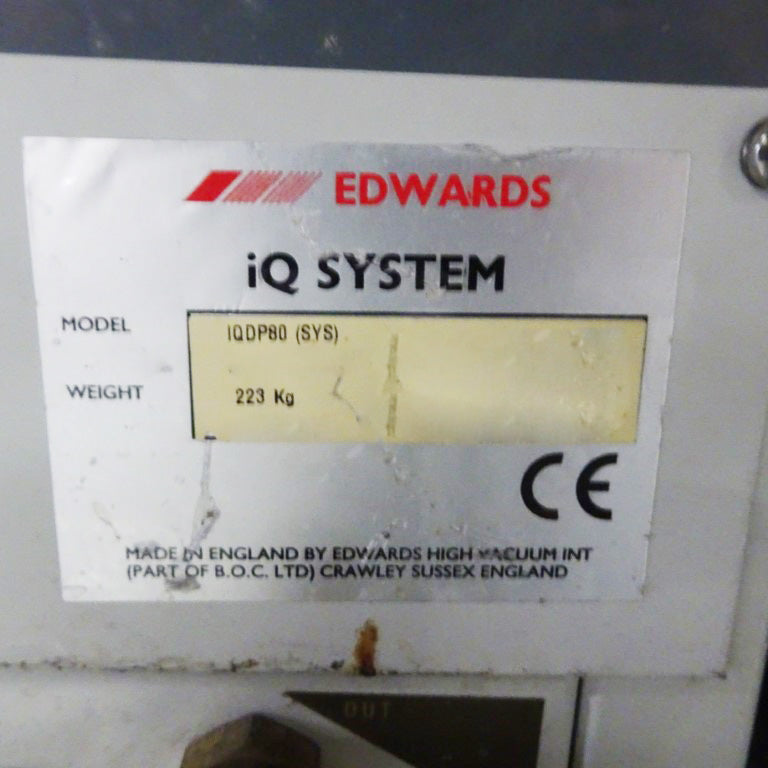 EDWARDS
iQ SYSTEM
MODEL IQDP80 (SYS)
WEIGHT 223 Kg
CE
MADE IN ENGLAND BY EDWARDS HIGH VACUUM INT
(PART OF B.O.C. LTD) CRAWLEY SUSSEX ENGLAND
OUT